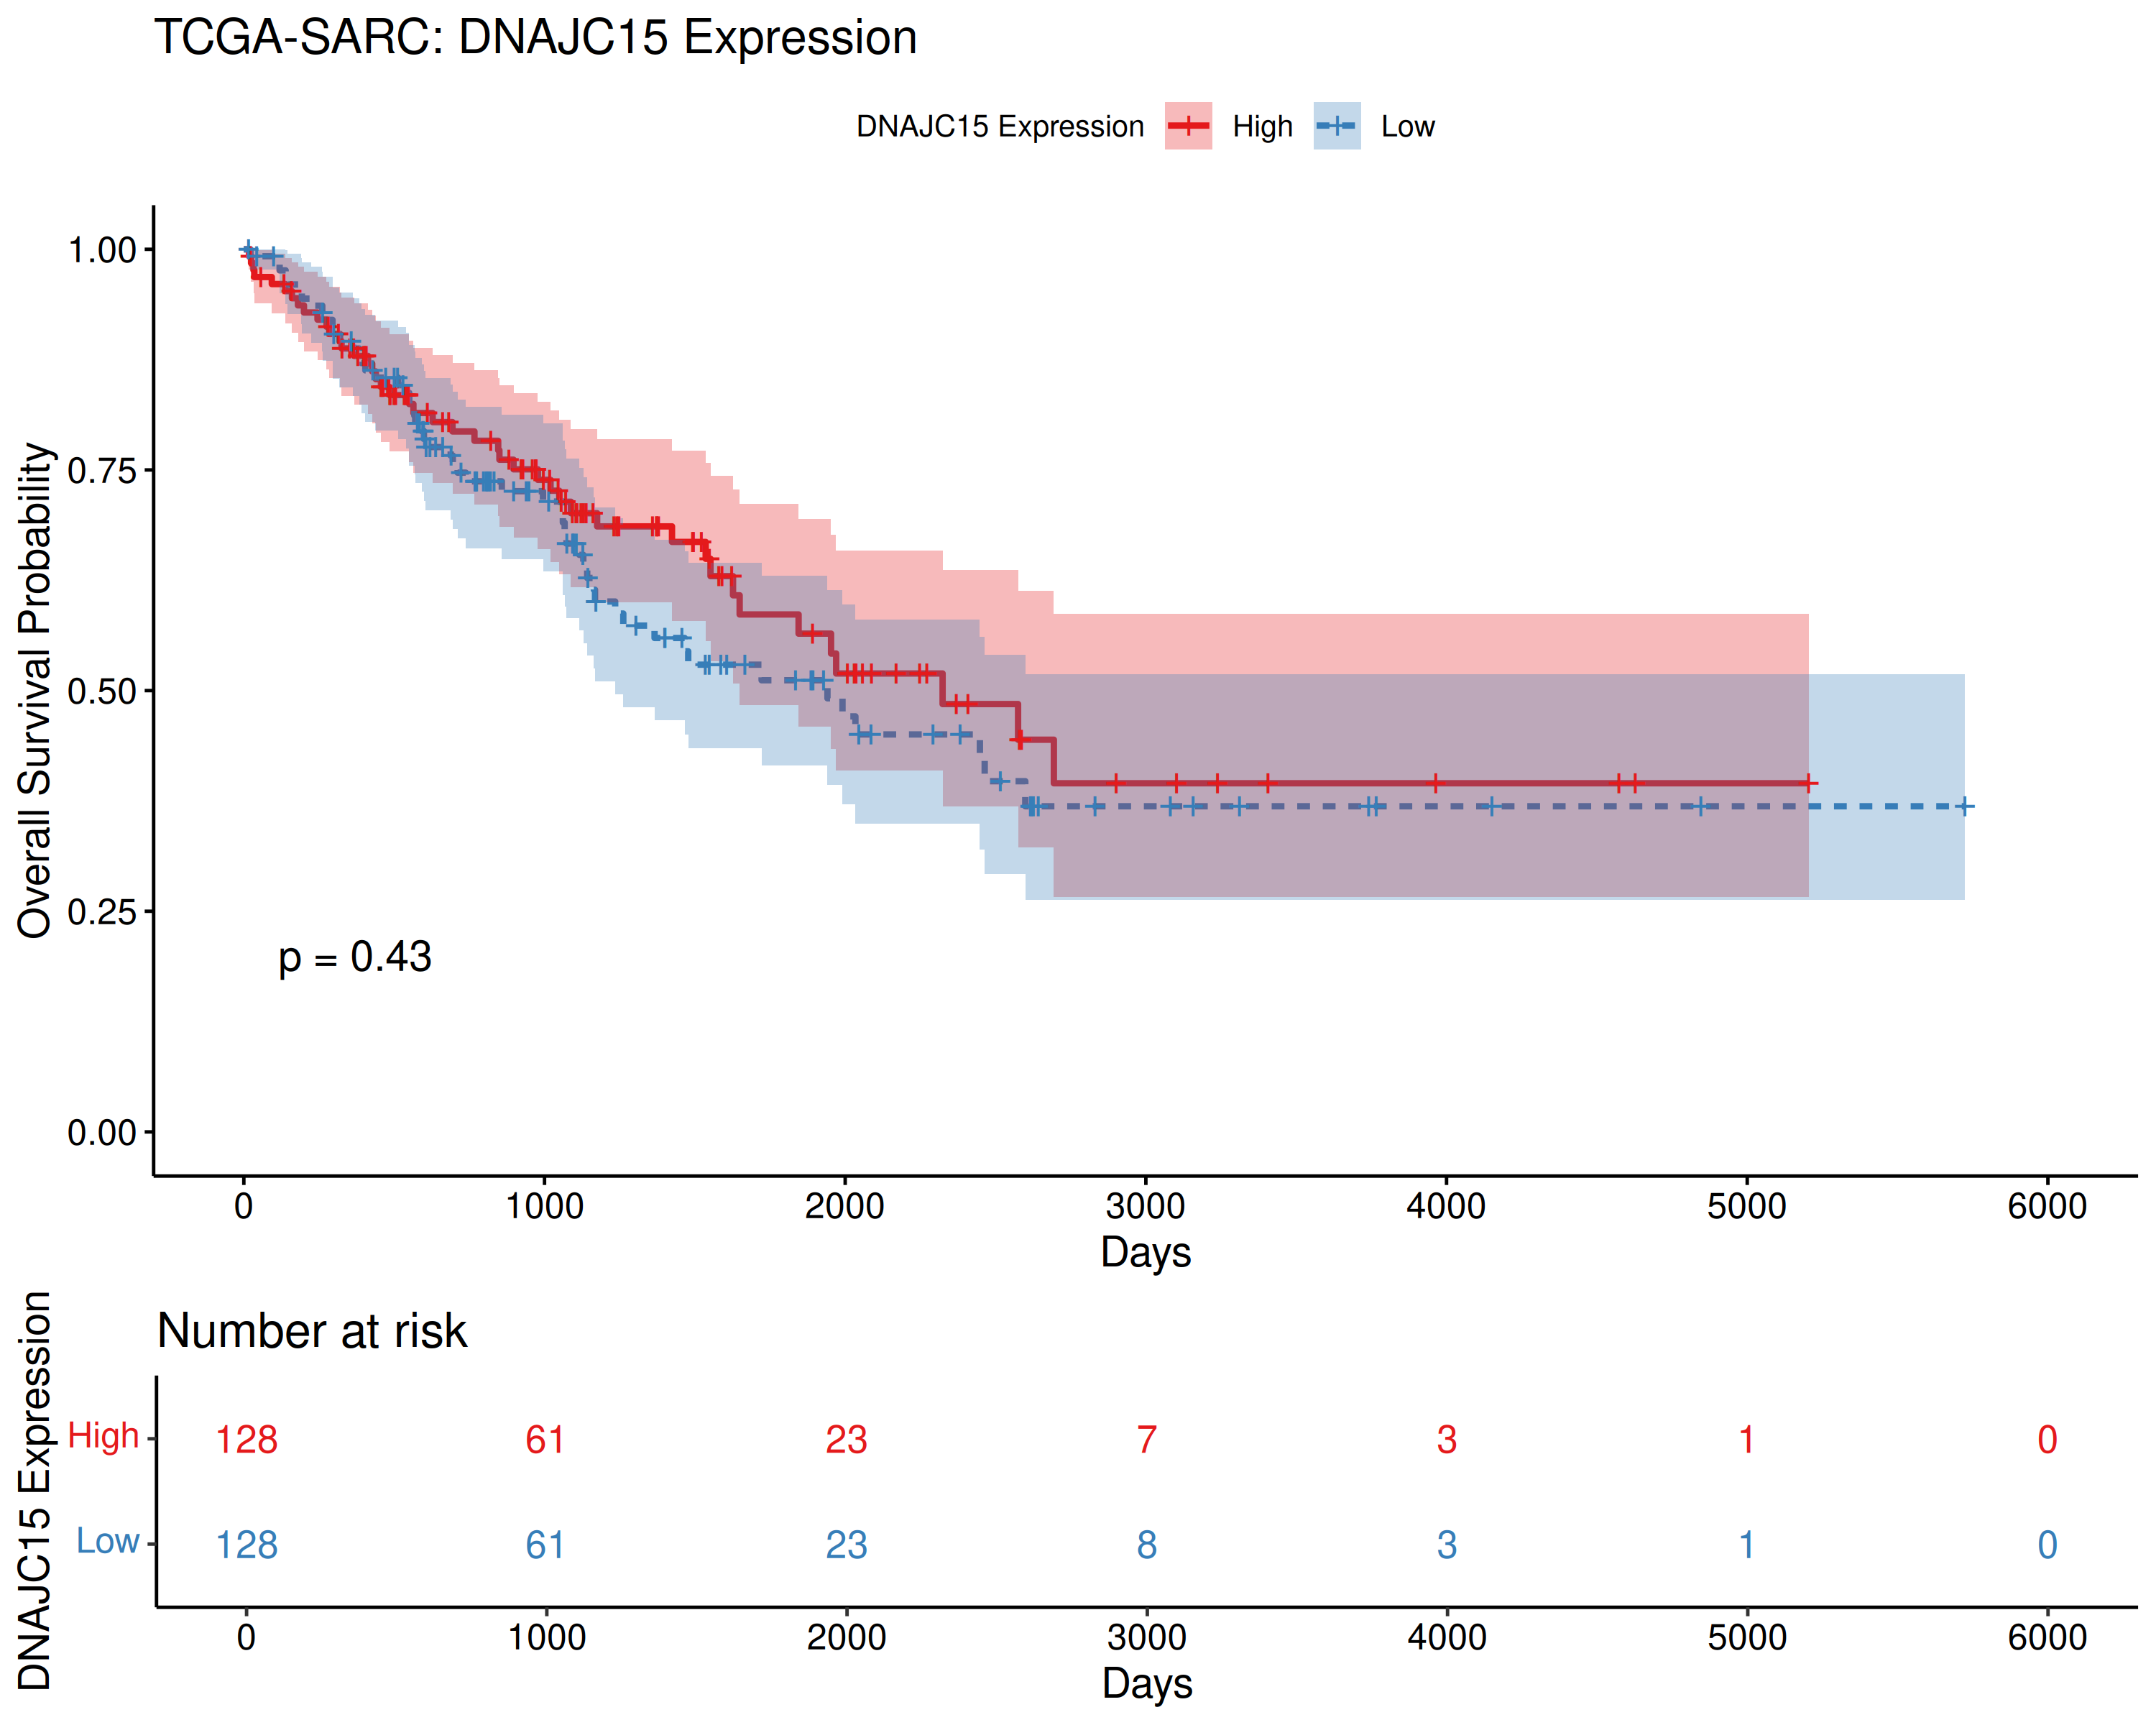 TCGA-SARC: DNAJC15 Expression
DNAJC15 Expression High Low
Overall Survival Probability
1.00
0.75
0.50
0.25
0.00
p = 0.43
0 1000 2000 3000 4000 5000 6000
Days
Number at risk
DNAJC15 Expression
High 128 61 23 7 3 1 0
Low 128 61 23 8 3 1 0
0 1000 2000 3000 4000 5000 6000
Days